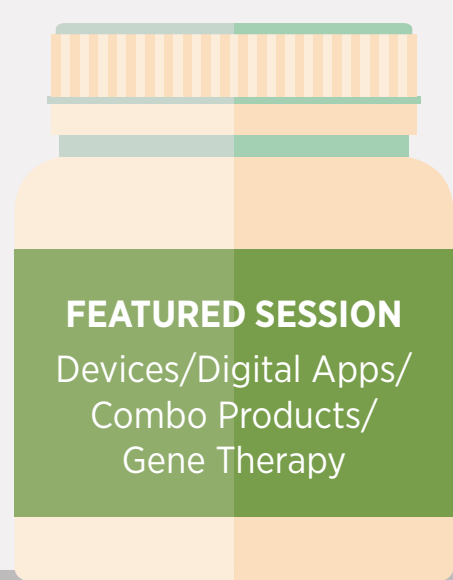 FEATURED SESSION
Devices/Digital Apps/
Combo Products/
Gene Therapy